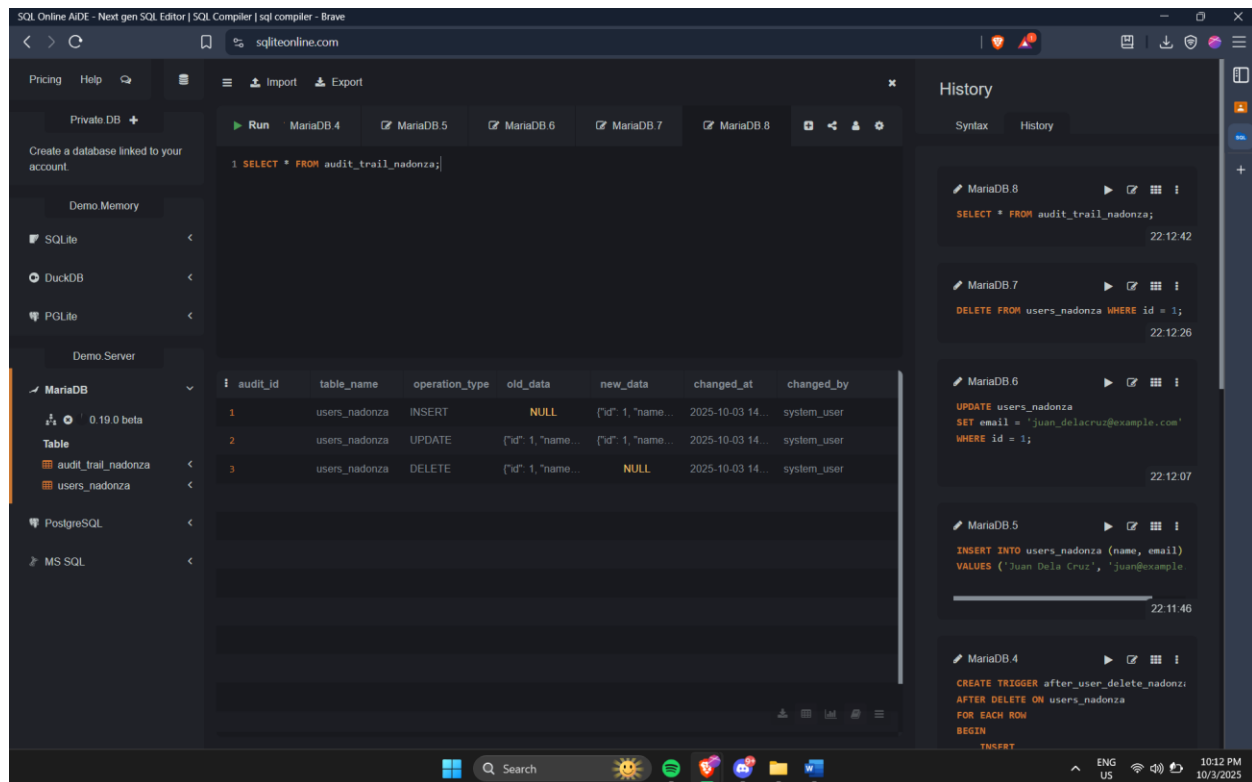 SQL Online AiDE - Next gen SQL Editor | SQL Compiler | sql compiler - Brave
sqliteonline.com
Pricing Help
Import Export
Private.DB
Create a database linked to your
account.
Demo.Memory
SQLite
DuckDB
PGLite
Demo.Server
MariaDB
0.19.0 beta
Table
audit_trail_nadonza
users_nadonza
PostgreSQL
MS SQL
Run MariaDB.4 MariaDB.5 MariaDB.6 MariaDB.7 MariaDB.8
1 SELECT * FROM audit_trail_nadonza;
audit_id table_name operation_type old_data new_data changed_at changed_by
1 users_nadonza INSERT NULL {"id": 1, "name... 2025-10-03 14... system_user
2 users_nadonza UPDATE {"id": 1, "name... {"id": 1, "name... 2025-10-03 14... system_user
3 users_nadonza DELETE {"id": 1, "name... NULL 2025-10-03 14... system_user
History
Syntax History
MariaDB.8
SELECT * FROM audit_trail_nadonza;
22:12:42
MariaDB.7
DELETE FROM users_nadonza WHERE id = 1;
22:12:26
MariaDB.6
UPDATE users_nadonza
SET email = 'juan_delacruz@example.com'
WHERE id = 1;
22:12:07
MariaDB.5
INSERT INTO users_nadonza (name, email)
VALUES ('Juan Dela Cruz', 'juan@example.
22:11:46
MariaDB.4
CREATE TRIGGER after_user_delete_nadonza
AFTER DELETE ON users_nadonza
FOR EACH ROW
BEGIN
INSERT
Search
ENG
US
10:12 PM
10/3/2025